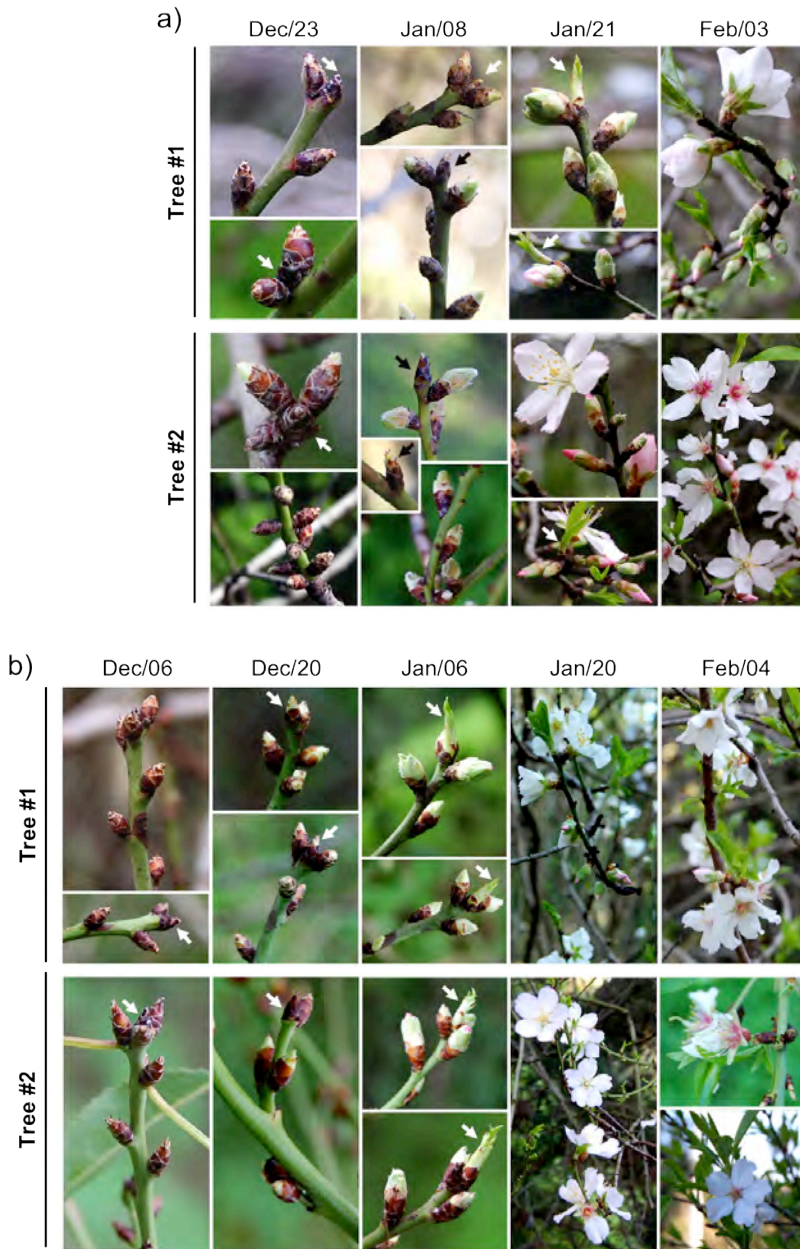 a)
Dec/23 Jan/08 Jan/21 Feb/03
Tree #1
Tree #2
b)
Dec/06 Dec/20 Jan/06 Jan/20 Feb/04
Tree #1
Tree #2